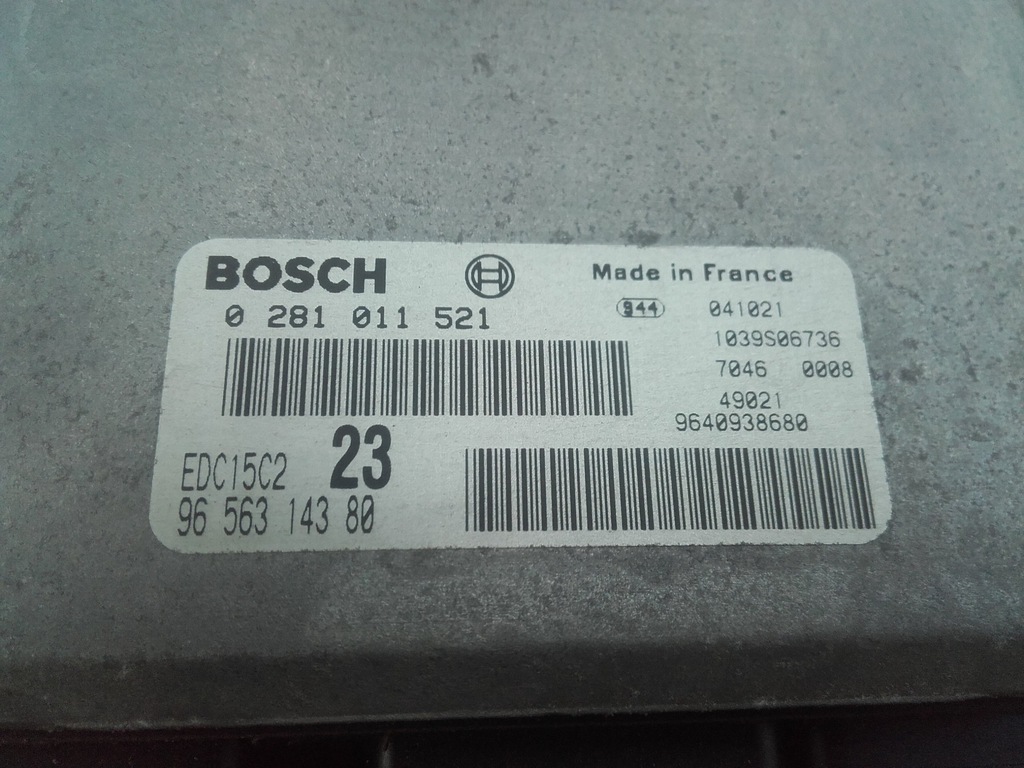 BOSCH
Made in France
0 281 011 521
944
041021
1039S06736
7046 0008
49021
9640938680
EDC15C2 23
96 563 143 80